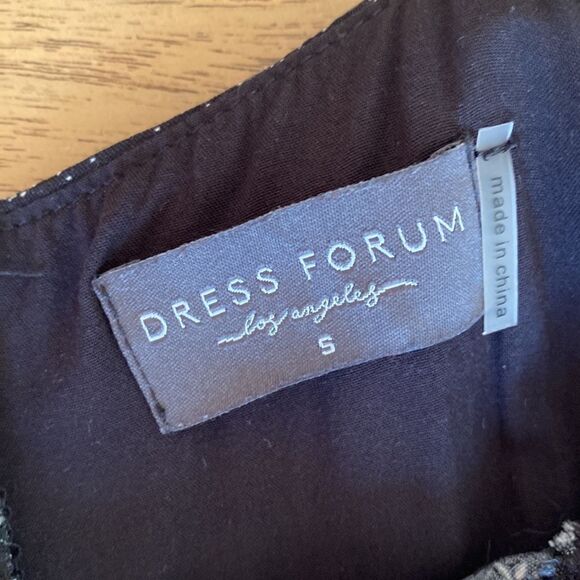 DRESS FORUM
los angeles
S
made in china